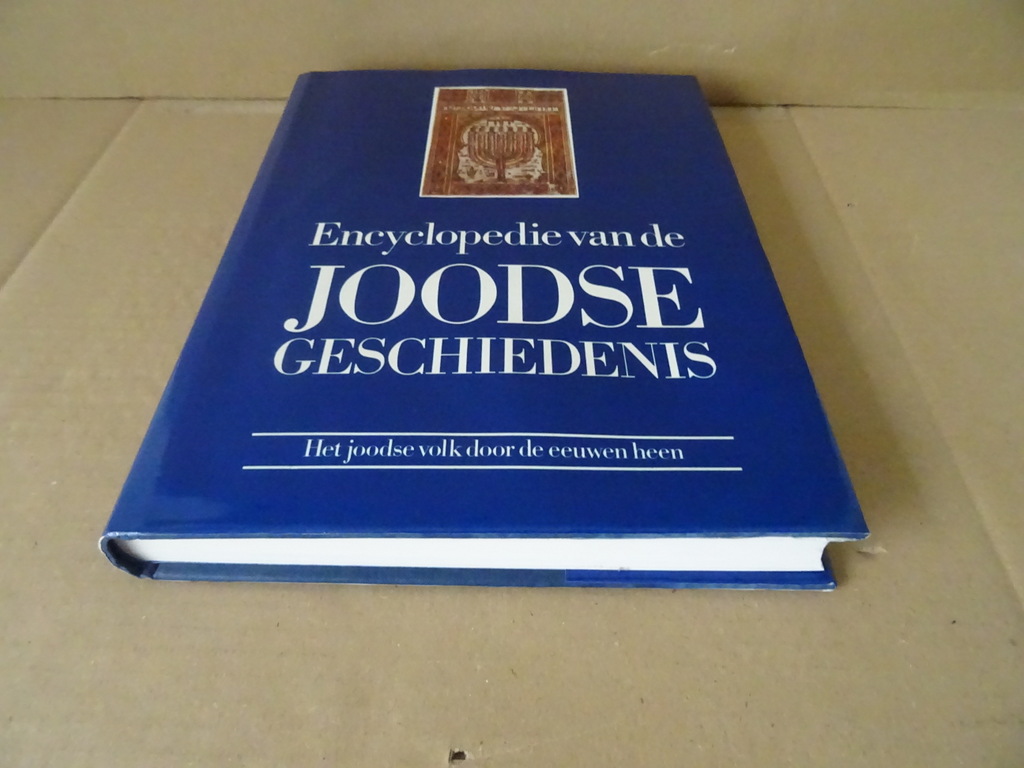 Encyclopedie van de
JOODSE
GESCHIEDENIS
Het joodse volk door de eeuwen heen